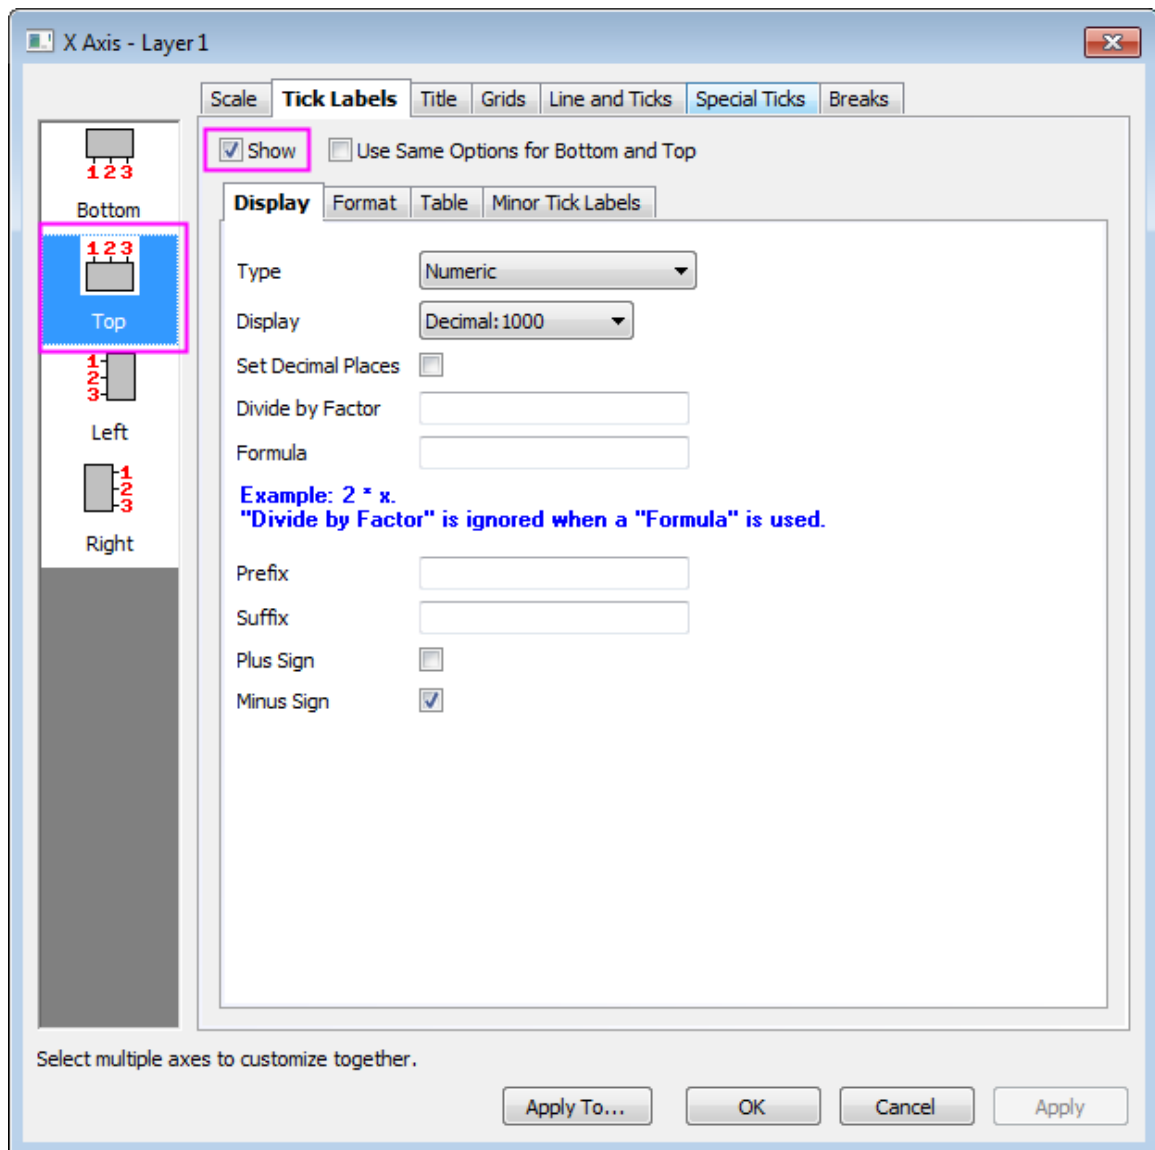 X Axis - Layer 1
Scale Tick Labels Title Grids Line and Ticks Special Ticks Breaks
Show Use Same Options for Bottom and Top
1 2 3
Bottom
1 2 3
Top
1
2
3
Left
1
2
3
Right
Display Format Table Minor Tick Labels
Type Numeric
Display Decimal:1000
Set Decimal Places
Divide by Factor
Formula
Example: 2 * x.
"Divide by Factor" is ignored when a "Formula" is used.
Prefix
Suffix
Plus Sign
Minus Sign
Select multiple axes to customize together.
Apply To... OK Cancel Apply